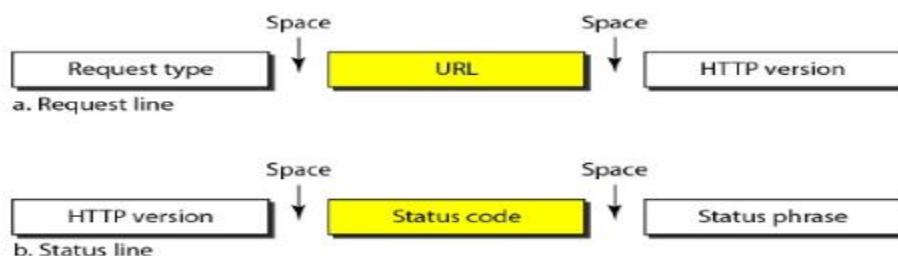 Space Space
Request type URL HTTP version
a. Request line
Space Space
HTTP version Status code Status phrase
b. Status line